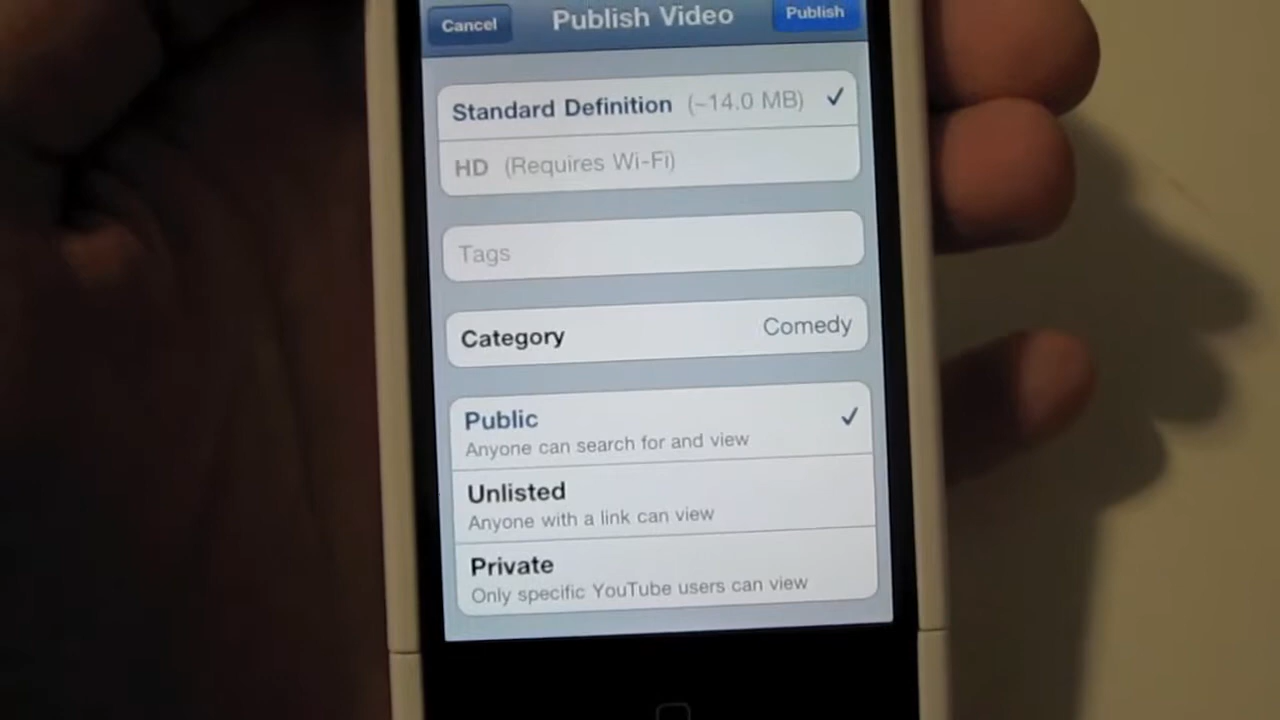 Cancel Publish Video Publish
Standard Definition (~14.0 MB)
HD (Requires Wi-Fi)
Tags
Category Comedy
Public
Anyone can search for and view
Unlisted
Anyone with a link can view
Private
Only specific YouTube users can view